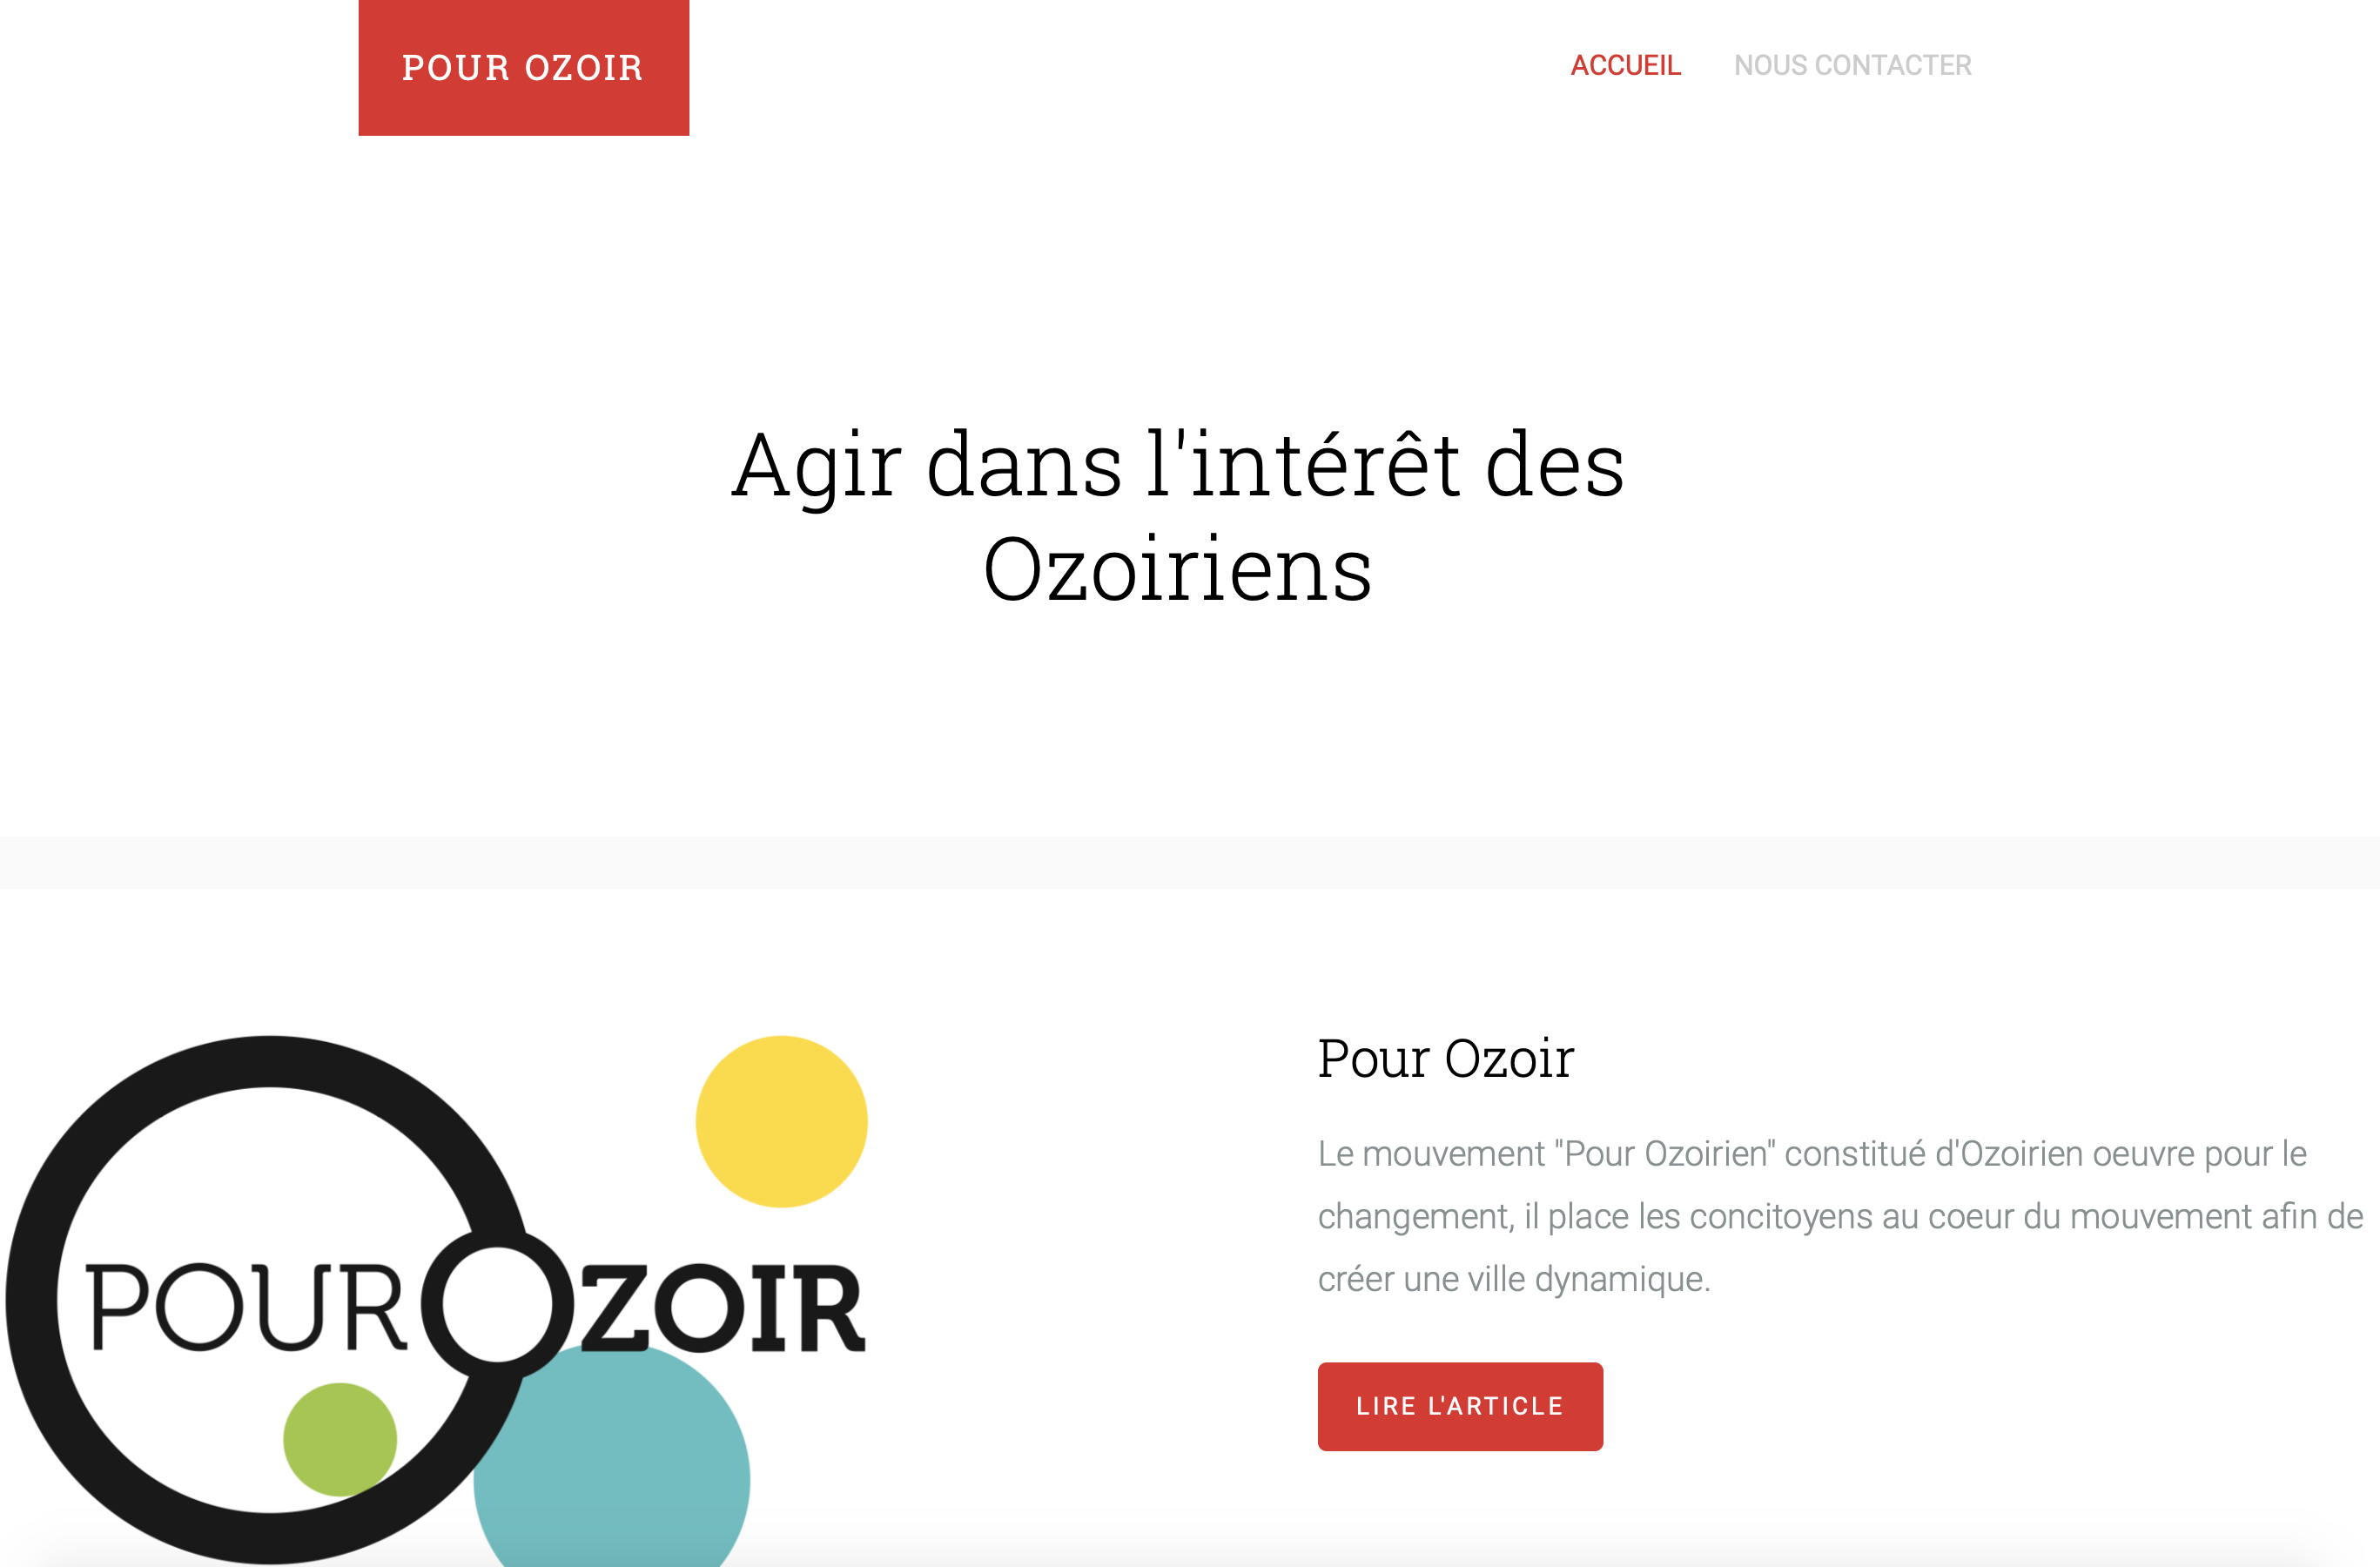 POUR OZOIR
ACCUEIL NOUS CONTACTER
Agir dans l'intérêt des
Ozoiriens
POUR OZOIR
Pour Ozoir
Le mouvement "Pour Ozoirien" constitué d'Ozoirien oeuvre pour le
changement, il place les concitoyens au coeur du mouvement afin de
créer une ville dynamique.
LIRE L'ARTICLE